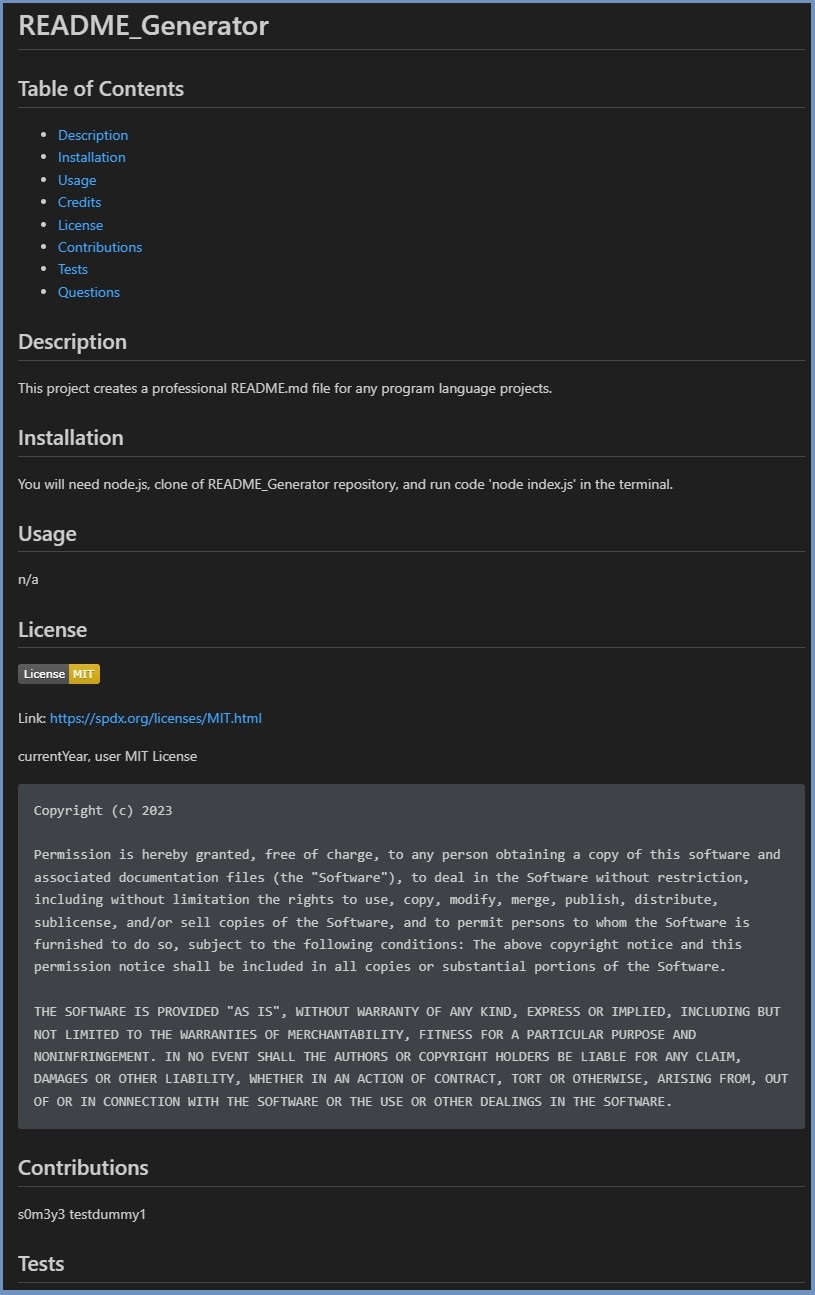 README_Generator
Table of Contents
Description
Installation
Usage
Credits
License
Contributions
Tests
Questions
Description
This project creates a professional README.md file for any program language projects.
Installation
You will need node.js, clone of README_Generator repository, and run code 'node index.js' in the terminal.
Usage
n/a
License
License MIT
Link: https://spdx.org/licenses/MIT.html
currentYear, user MIT License
Copyright (c) 2023
Permission is hereby granted, free of charge, to any person obtaining a copy of this software and
associated documentation files (the "Software"), to deal in the Software without restriction,
including without limitation the rights to use, copy, modify, merge, publish, distribute,
sublicense, and/or sell copies of the Software, and to permit persons to whom the Software is
furnished to do so, subject to the following conditions: The above copyright notice and this
permission notice shall be included in all copies or substantial portions of the Software.
THE SOFTWARE IS PROVIDED "AS IS", WITHOUT WARRANTY OF ANY KIND, EXPRESS OR IMPLIED, INCLUDING BUT
NOT LIMITED TO THE WARRANTIES OF MERCHANTABILITY, FITNESS FOR A PARTICULAR PURPOSE AND
NONINFRINGEMENT. IN NO EVENT SHALL THE AUTHORS OR COPYRIGHT HOLDERS BE LIABLE FOR ANY CLAIM,
DAMAGES OR OTHER LIABILITY, WHETHER IN AN ACTION OF CONTRACT, TORT OR OTHERWISE, ARISING FROM, OUT
OF OR IN CONNECTION WITH THE SOFTWARE OR THE USE OR OTHER DEALINGS IN THE SOFTWARE.
Contributions
s0m3y3 testdummy1
Tests